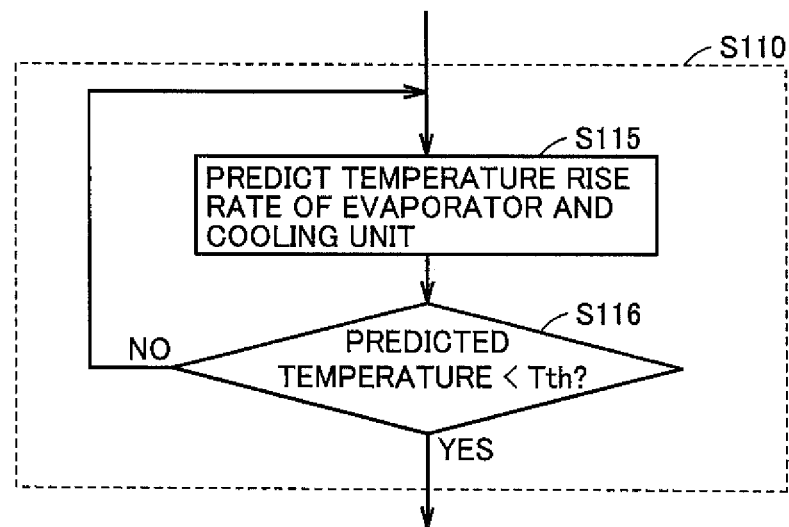 S110
S115
PREDICT TEMPERATURE RISE
RATE OF EVAPORATOR AND
COOLING UNIT
S116
NO
PREDICTED
TEMPERATURE < Tth?
YES